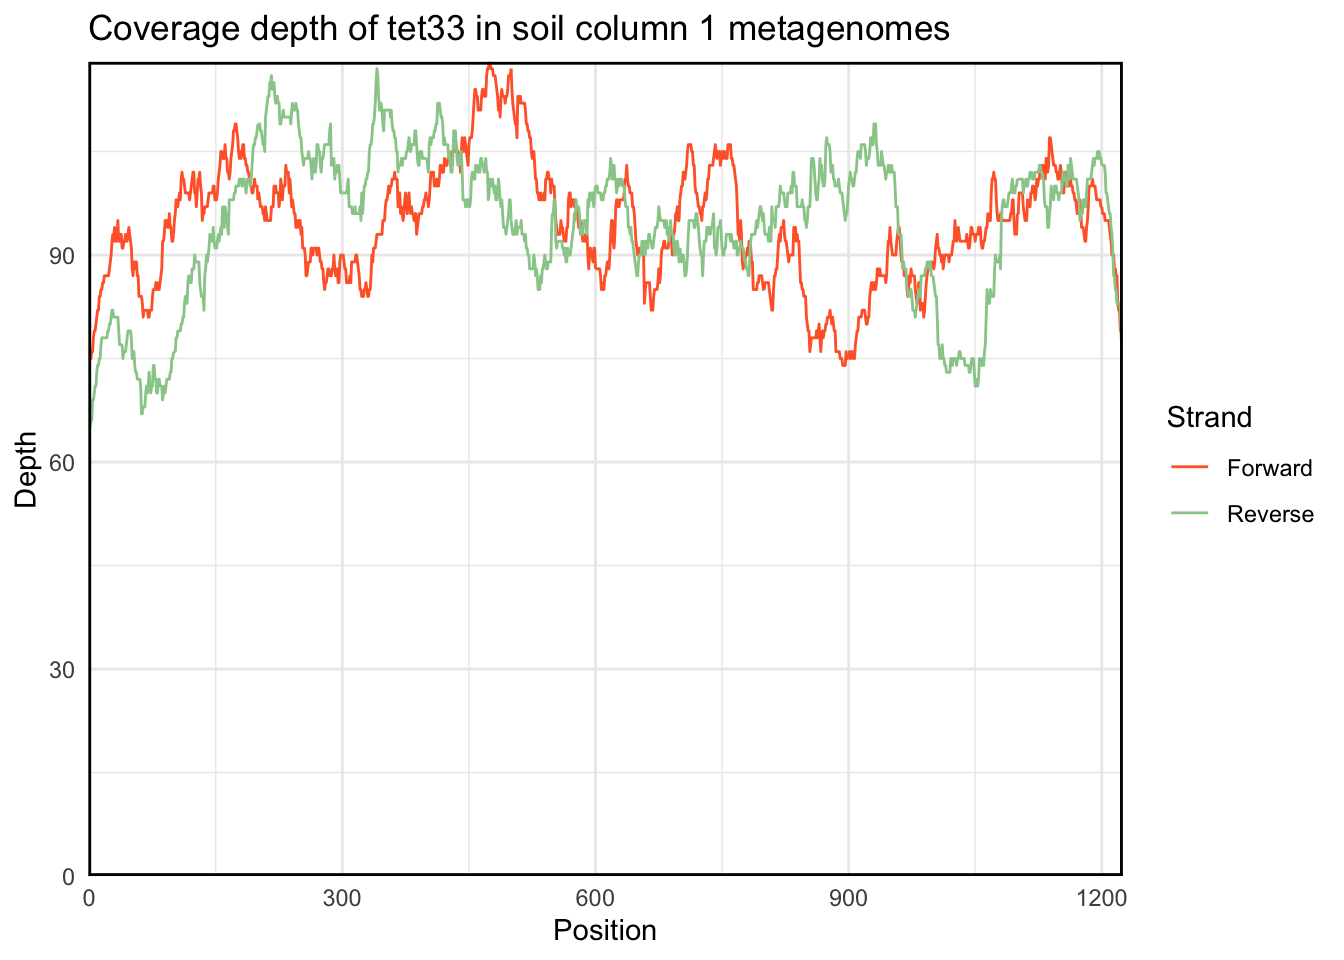 Coverage depth of tet33 in soil column 1 metagenomes
Depth
90
60
30
0
0 300 600 900 1200
Position
Strand
Forward
Reverse